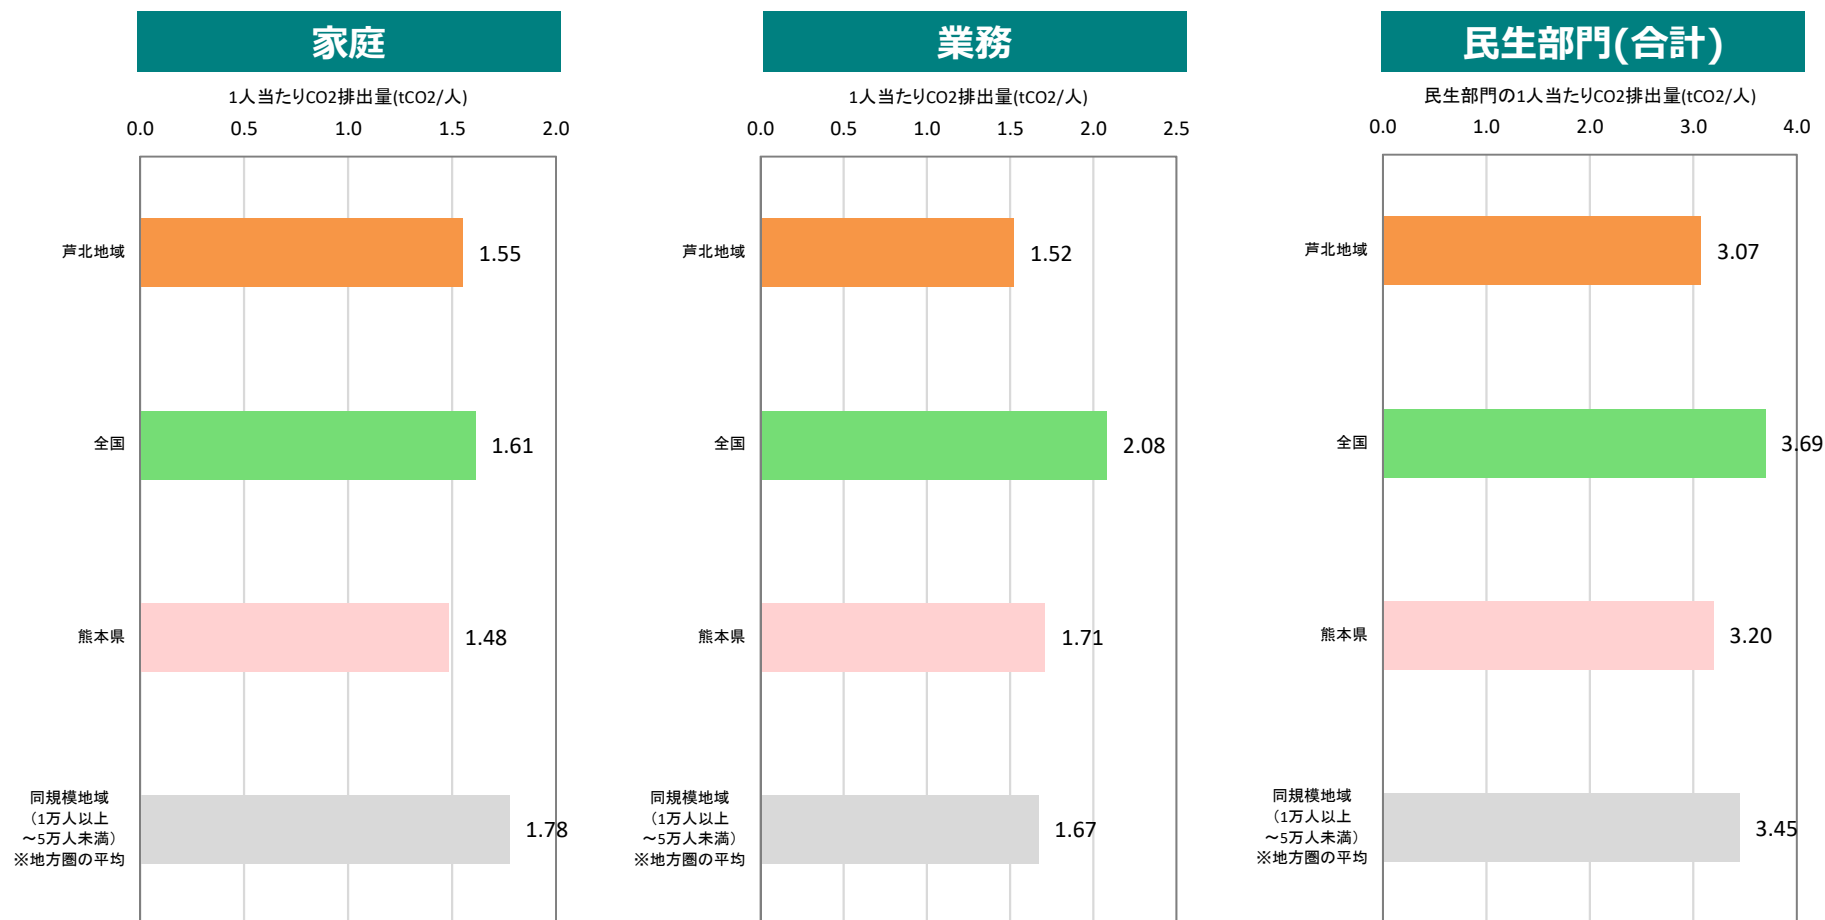 家庭
1人当たりCO2排出量(tCO2/人)
0.0 0.5 1.0 1.5 2.0
芦北地域 1.55
全国 1.61
熊本県 1.48
同規模地域
（1万人以上
～5万人未満）
※地方圏の平均
1.78
業務
1人当たりCO2排出量(tCO2/人)
0.0 0.5 1.0 1.5 2.0 2.5
芦北地域 1.52
全国 2.08
熊本県 1.71
同規模地域
（1万人以上
～5万人未満）
※地方圏の平均
1.67
民生部門(合計)
民生部門の1人当たりCO2排出量(tCO2/人)
0.0 1.0 2.0 3.0 4.0
芦北地域 3.07
全国 3.69
熊本県 3.20
同規模地域
（1万人以上
～5万人未満）
※地方圏の平均
3.45